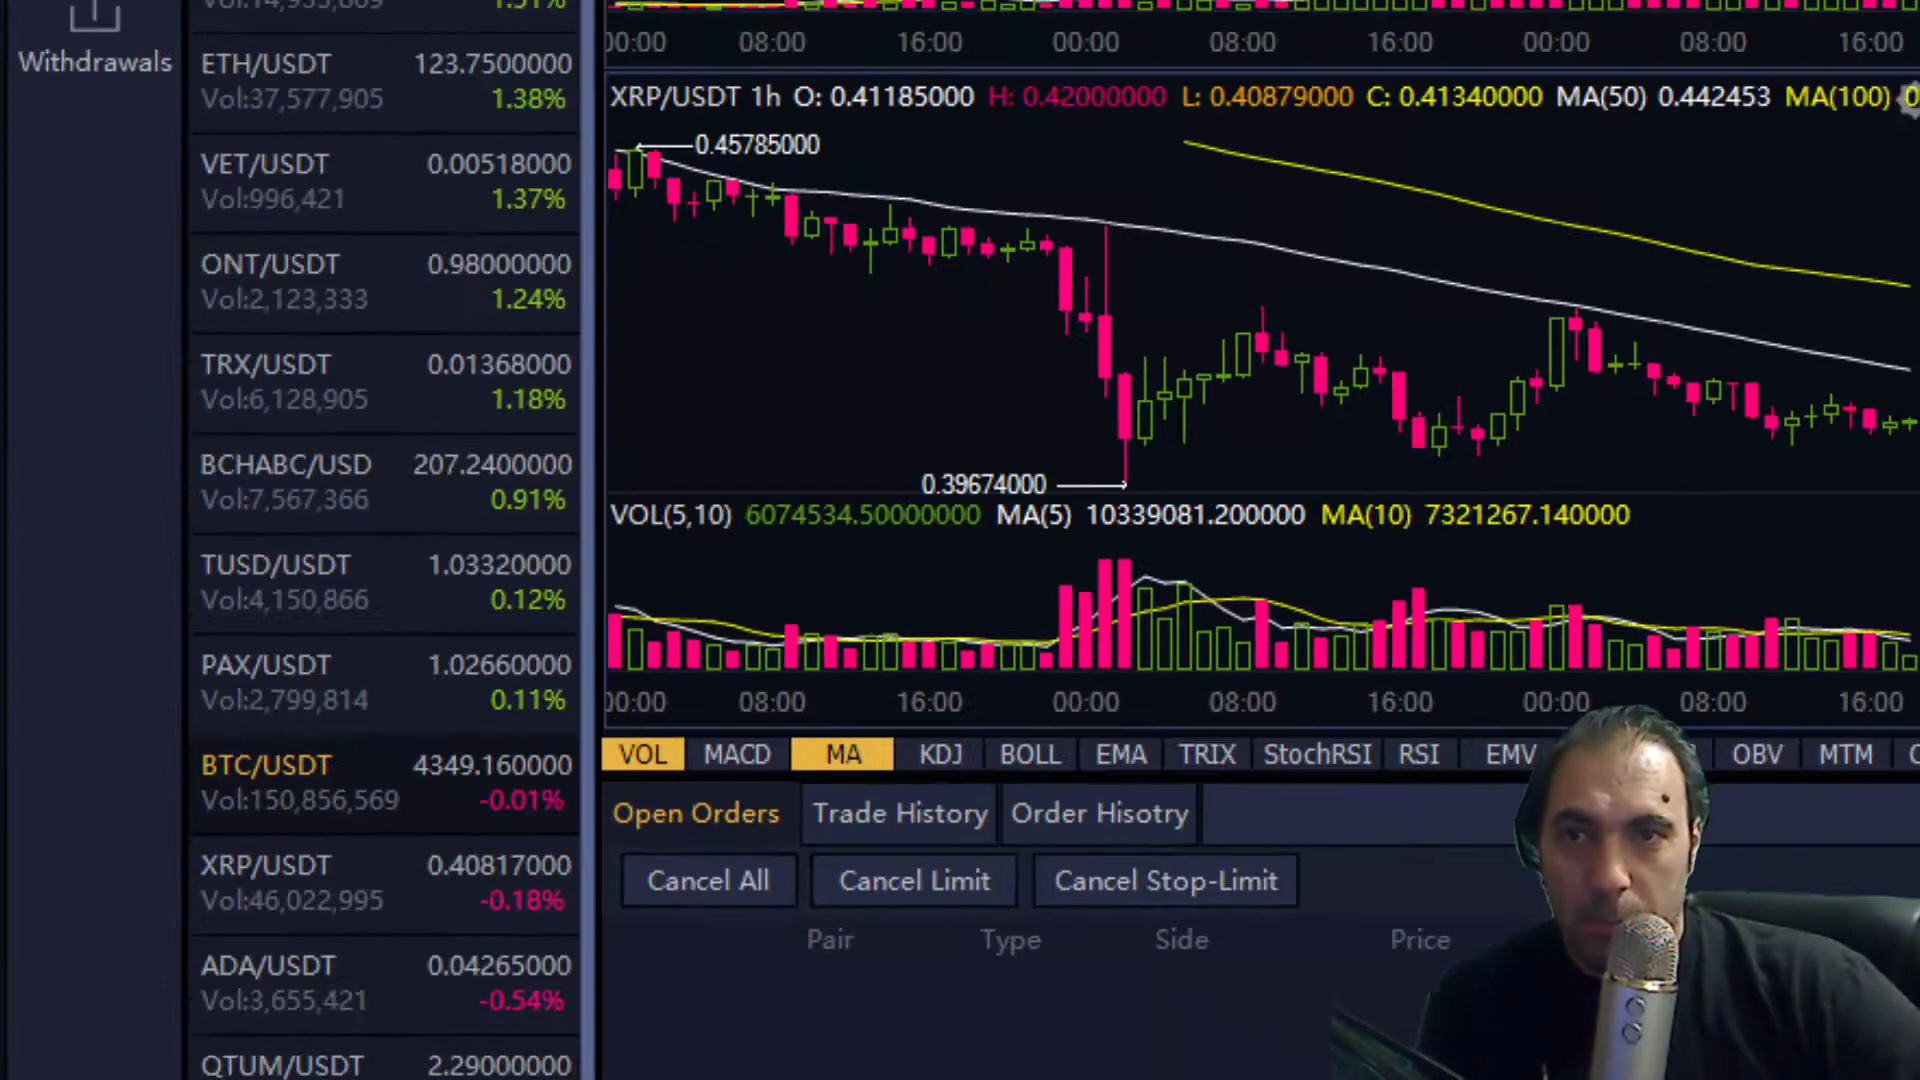 Vol:14,935,869 1.51%
Withdrawals
ETH/USDT 123.7500000
Vol:37,577,905 1.38%
VET/USDT 0.00518000
Vol:996,421 1.37%
ONT/USDT 0.98000000
Vol:2,123,333 1.24%
TRX/USDT 0.01368000
Vol:6,128,905 1.18%
BCHABC/USD 207.2400000
Vol:7,567,366 0.91%
TUSD/USDT 1.03320000
Vol:4,150,866 0.12%
PAX/USDT 1.02660000
Vol:2,799,814 0.11%
BTC/USDT 4349.160000
Vol:150,856,569 -0.01%
XRP/USDT 0.40817000
Vol:46,022,995 -0.18%
ADA/USDT 0.04265000
Vol:3,655,421 -0.54%
QTUM/USDT 2.29000000
00:00 08:00 16:00 00:00 08:00 16:00 00:00 08:00 16:00
XRP/USDT 1h O: 0.41185000 H: 0.42000000 L: 0.40879000 C: 0.41340000 MA(50) 0.442453 MA(100) 0
0.45785000
0.39674000
VOL(5,10) 6074534.50000000 MA(5) 10339081.200000 MA(10) 7321267.140000
00:00 08:00 16:00 00:00 08:00 16:00 00:00 08:00 16:00
VOL MACD MA KDJ BOLL EMA TRIX StochRSI RSI EMV OBV MTM
Open Orders Trade History Order Hisotry
Cancel All Cancel Limit Cancel Stop-Limit
Pair Type Side Price